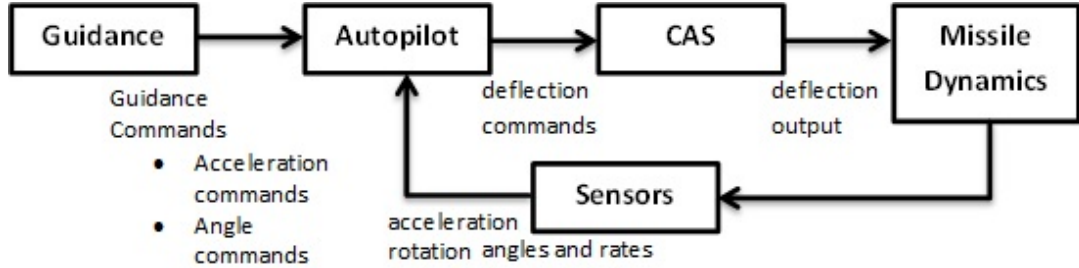 Guidance
Autopilot
CAS
Missile
Dynamics
Guidance
Commands
• Acceleration
commands
• Angle
commands
deflection
commands
deflection
output
Sensors
acceleration
rotation angles and rates